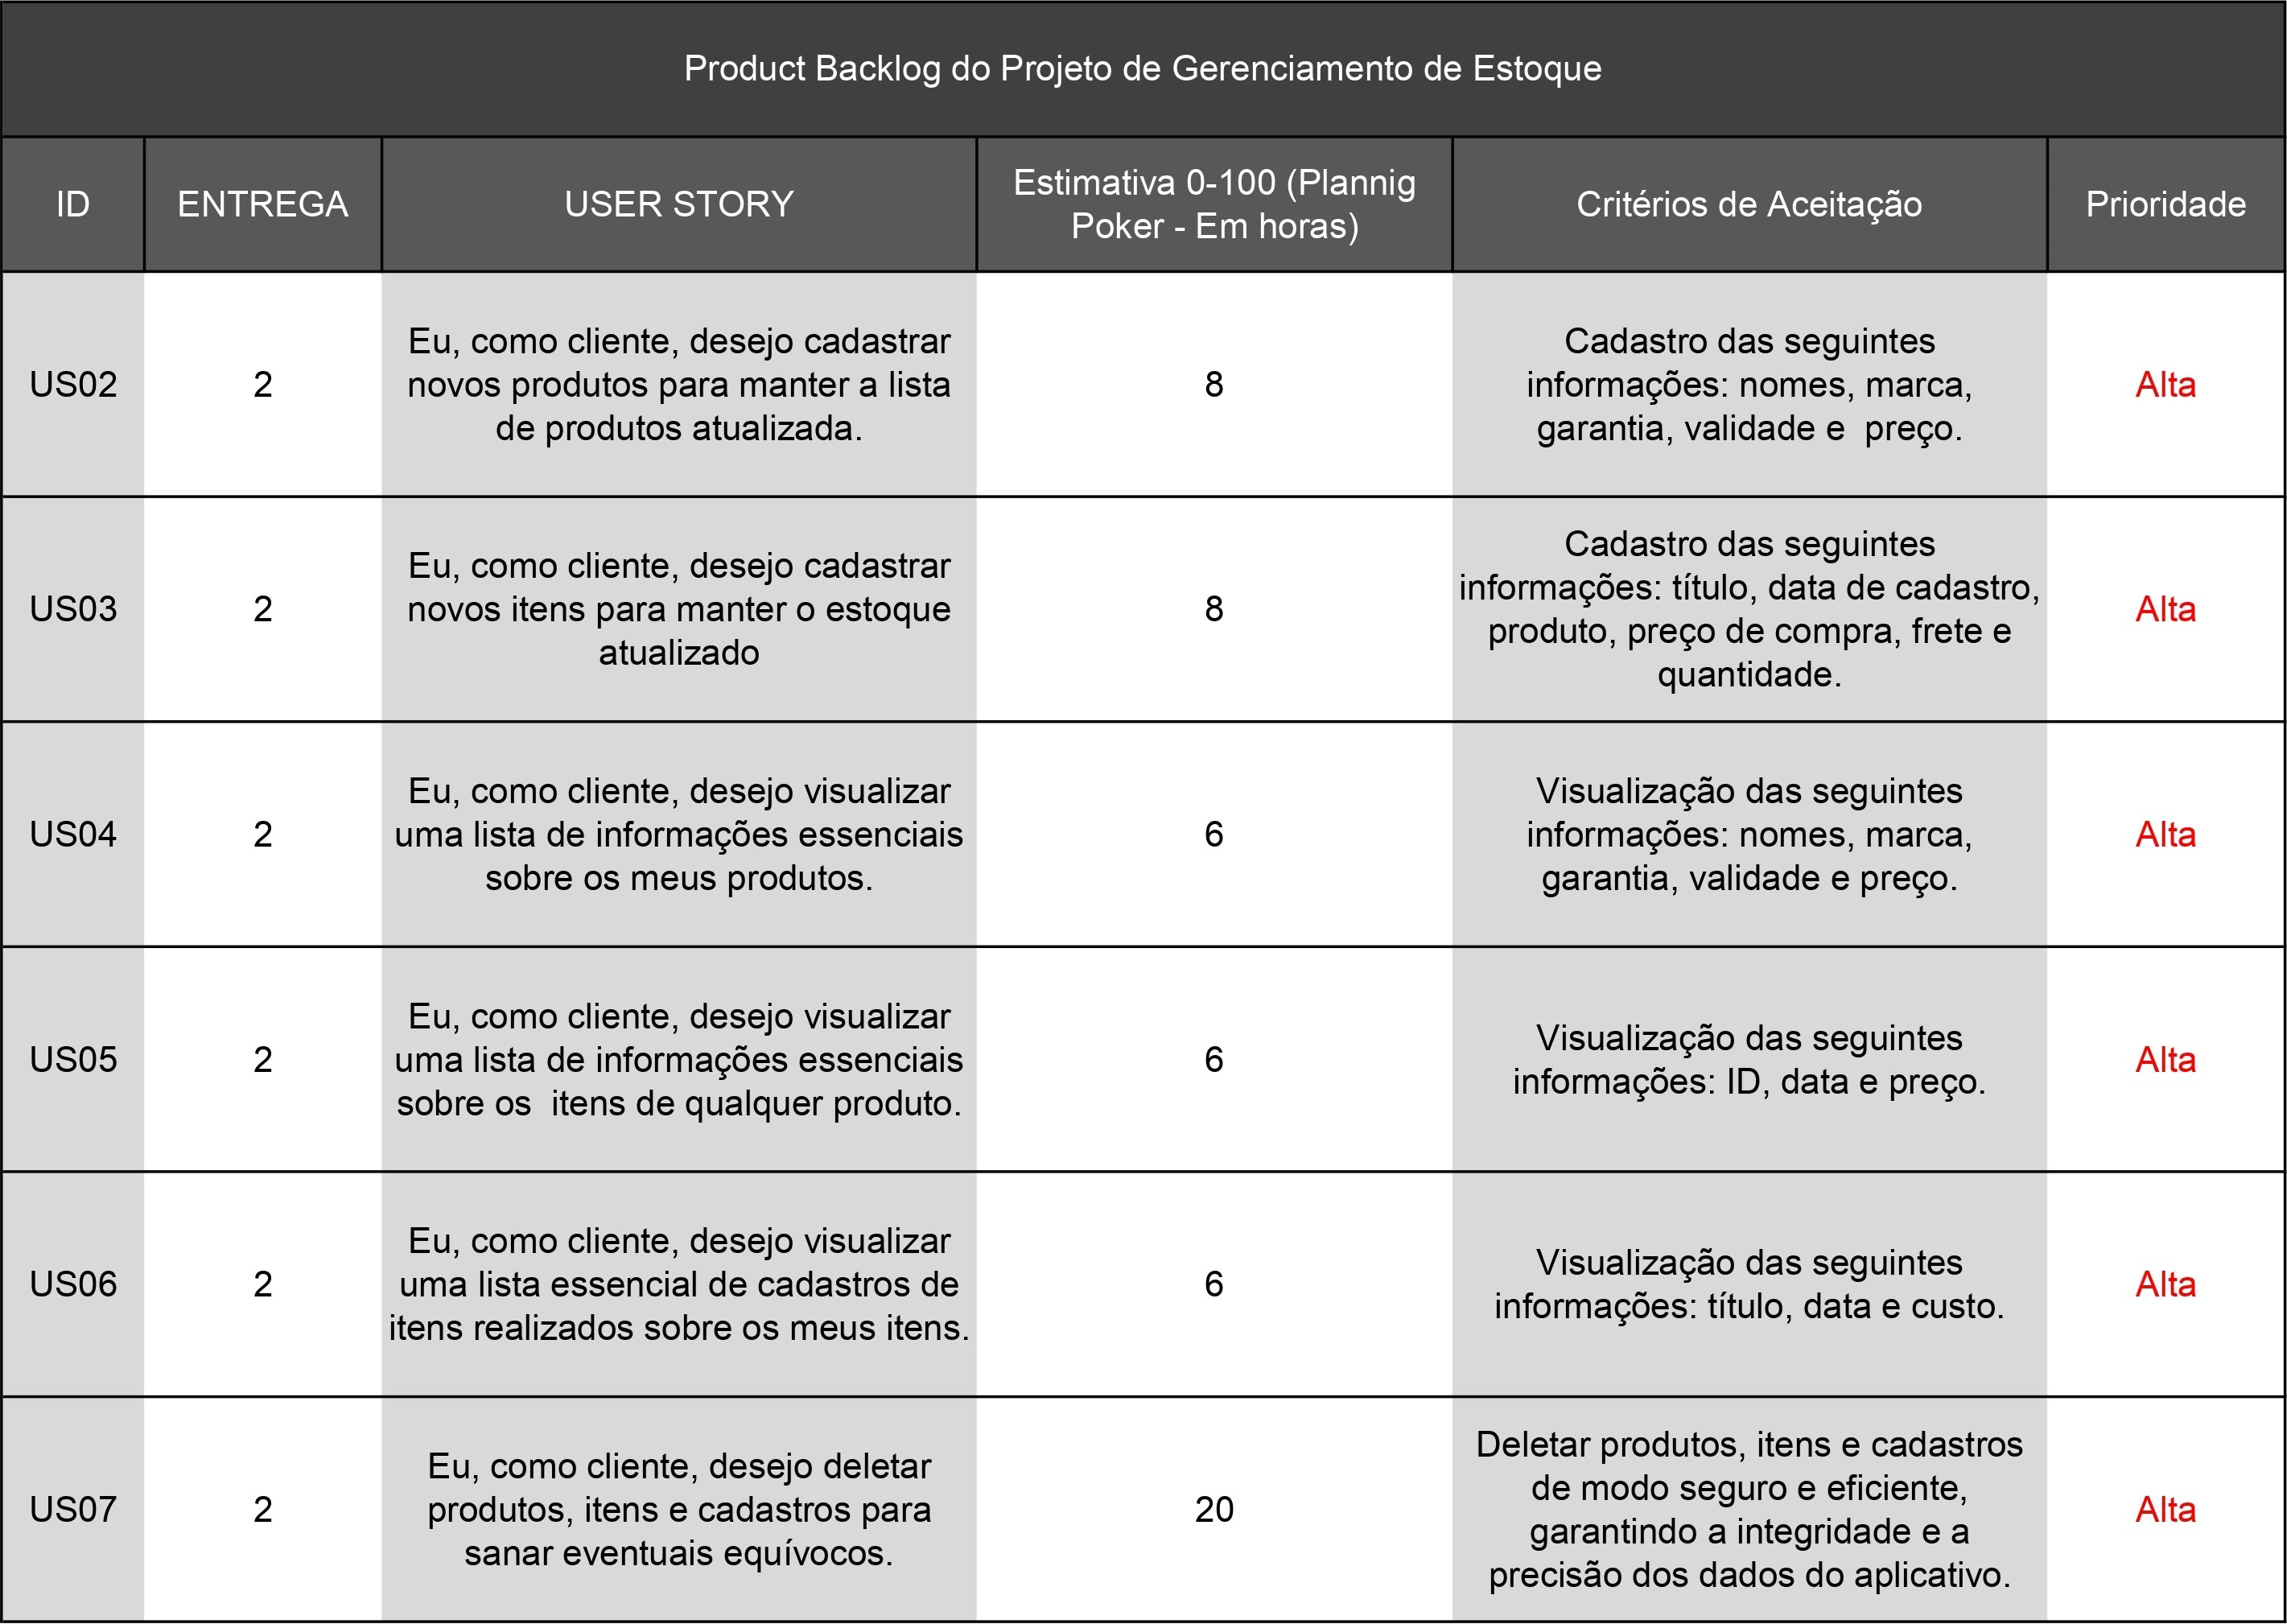 Product Backlog do Projeto de Gerenciamento de Estoque
ID
ENTREGA
USER STORY
Estimativa 0-100 (Plannig
Poker - Em horas)
Critérios de Aceitação
Prioridade
US02
2
Eu, como cliente, desejo cadastrar
novos produtos para manter a lista
de produtos atualizada.
8
Cadastro das seguintes
informações: nomes, marca,
garantia, validade e  preço.
Alta
US03
2
Eu, como cliente, desejo cadastrar
novos itens para manter o estoque
atualizado
8
Cadastro das seguintes
informações: título, data de cadastro,
produto, preço de compra, frete e
quantidade.
Alta
US04
2
Eu, como cliente, desejo visualizar
uma lista de informações essenciais
sobre os meus produtos.
6
Visualização das seguintes
informações: nomes, marca,
garantia, validade e preço.
Alta
US05
2
Eu, como cliente, desejo visualizar
uma lista de informações essenciais
sobre os  itens de qualquer produto.
6
Visualização das seguintes
informações: ID, data e preço.
Alta
US06
2
Eu, como cliente, desejo visualizar
uma lista essencial de cadastros de
itens realizados sobre os meus itens.
6
Visualização das seguintes
informações: título, data e custo.
Alta
US07
2
Eu, como cliente, desejo deletar
produtos, itens e cadastros para
sanar eventuais equívocos.
20
Deletar produtos, itens e cadastros
de modo seguro e eficiente,
garantindo a integridade e a
precisão dos dados do aplicativo.
Alta